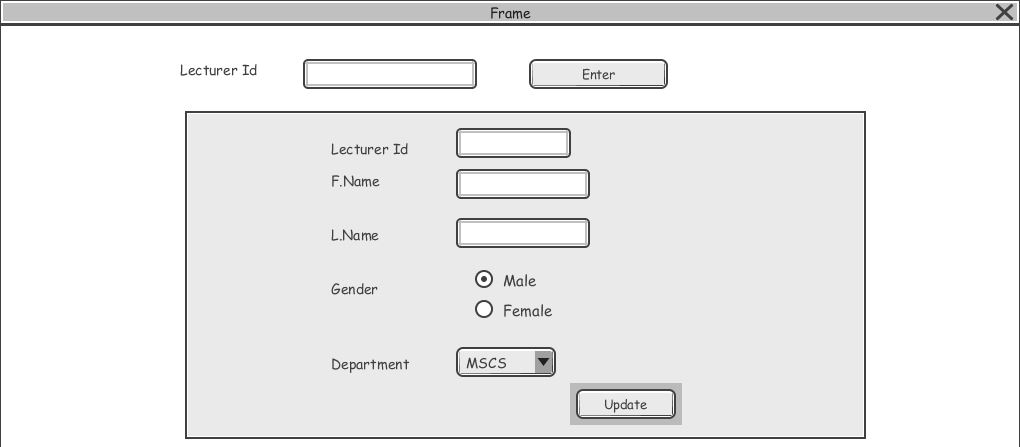 Frame
Lecturer Id
Enter
Lecturer Id
F.Name
L.Name
Gender
Male
Female
Department
MSCS
Update